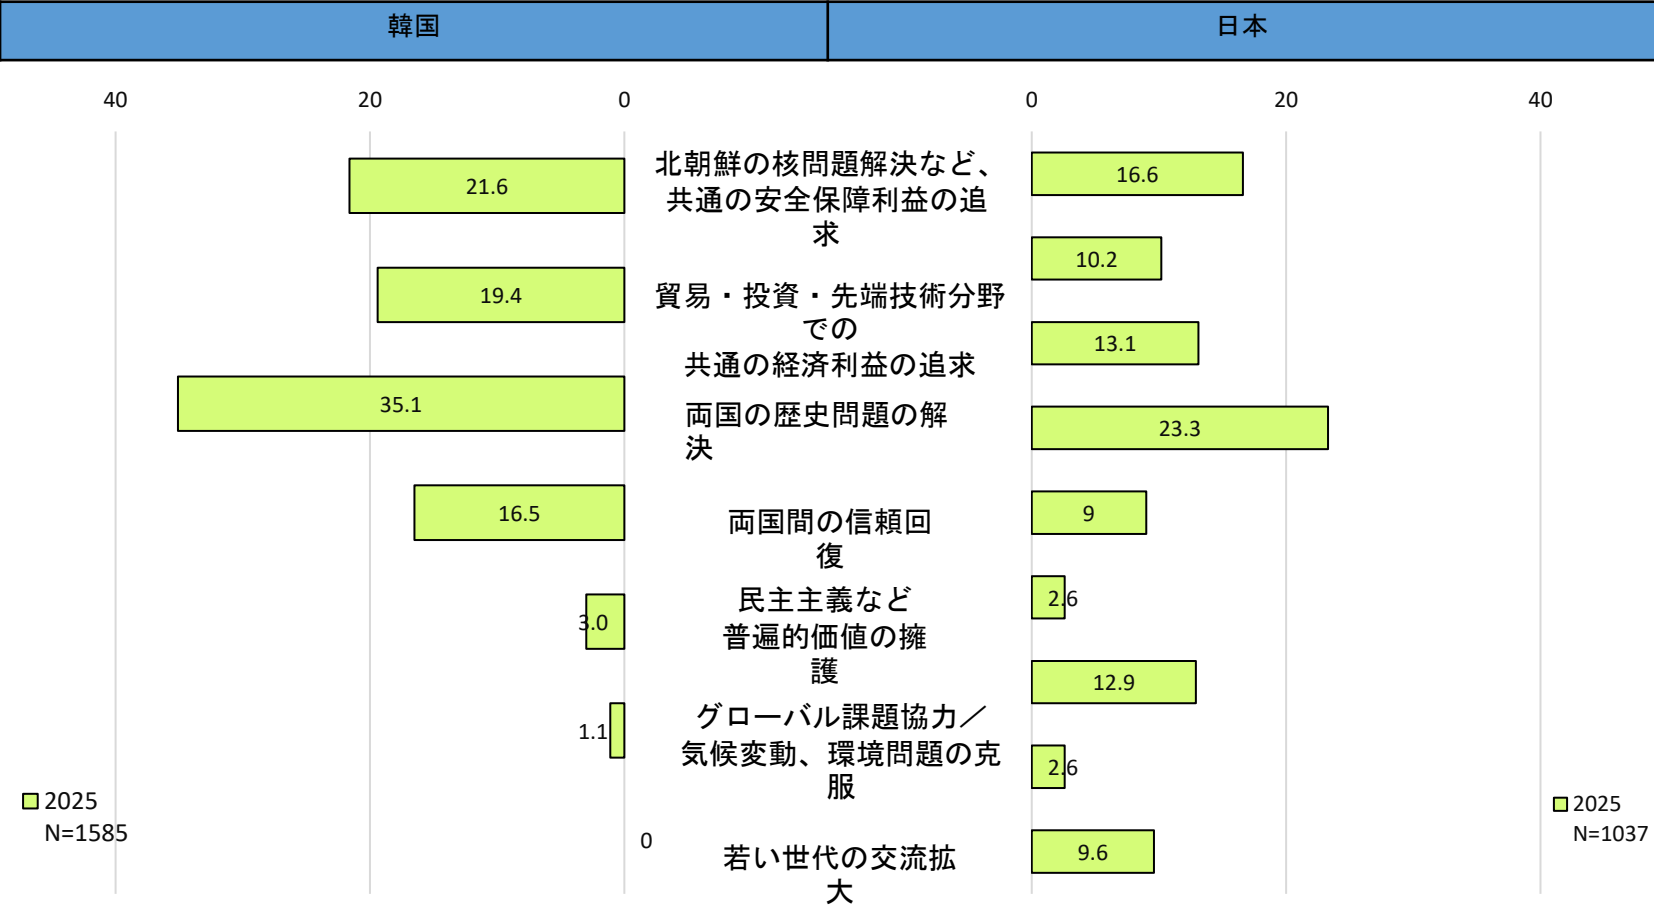 韓国
日本
40
20
0
0
20
40
21.6
19.4
35.1
16.5
3.0
1.1
0
北朝鮮の核問題解決など、
共通の安全保障利益の追
求
貿易・投資・先端技術分野
での
共通の経済利益の追求
両国の歴史問題の解
決
両国間の信頼回
復
民主主義など
普遍的価値の擁
護
グローバル課題協力／
気候変動、環境問題の克
服
若い世代の交流拡
大
16.6
10.2
13.1
23.3
9
2.6
12.9
2.6
9.6
2025
N=1585
2025
N=1037